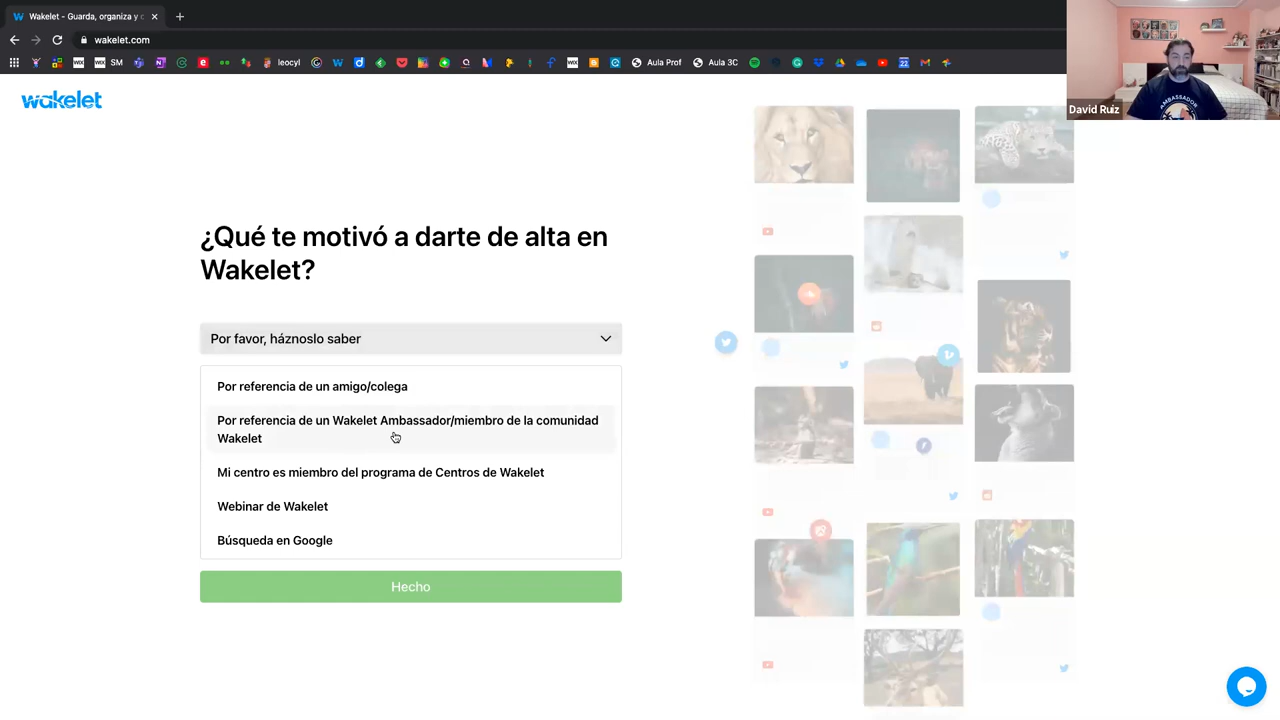 Wakelet - Guarda, organiza y c
wakelet.com
SM
leocyl
Aula Prof
Aula 3C
David Ruiz
AMBASSADOR
wakelet
¿Qué te motivó a darte de alta en
Wakelet?
Por favor, háznoslo saber
Por referencia de un amigo/colega
Por referencia de un Wakelet Ambassador/miembro de la comunidad
Wakelet
Mi centro es miembro del programa de Centros de Wakelet
Webinar de Wakelet
Búsqueda en Google
Hecho